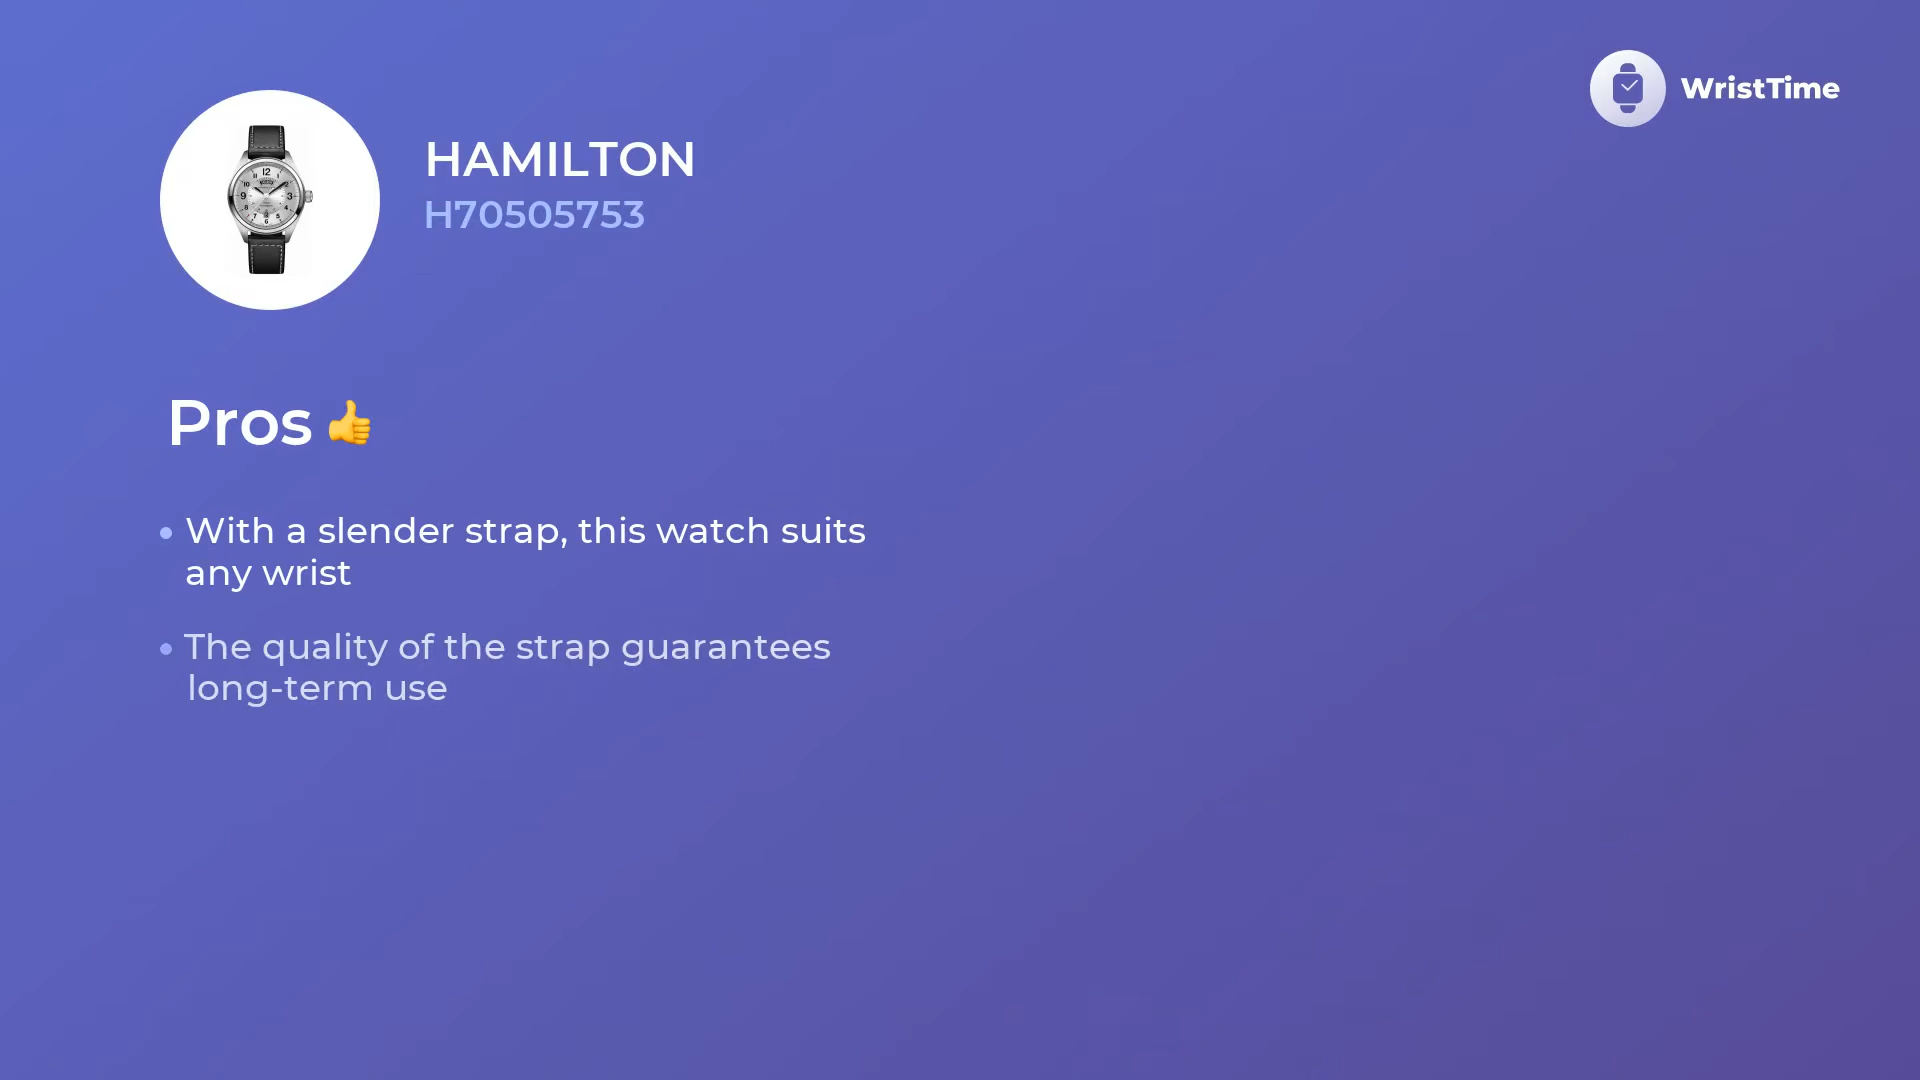 WristTime
HAMILTON
H70505753
Pros 👍
• With a slender strap, this watch suits
any wrist
• The quality of the strap guarantees
long-term use